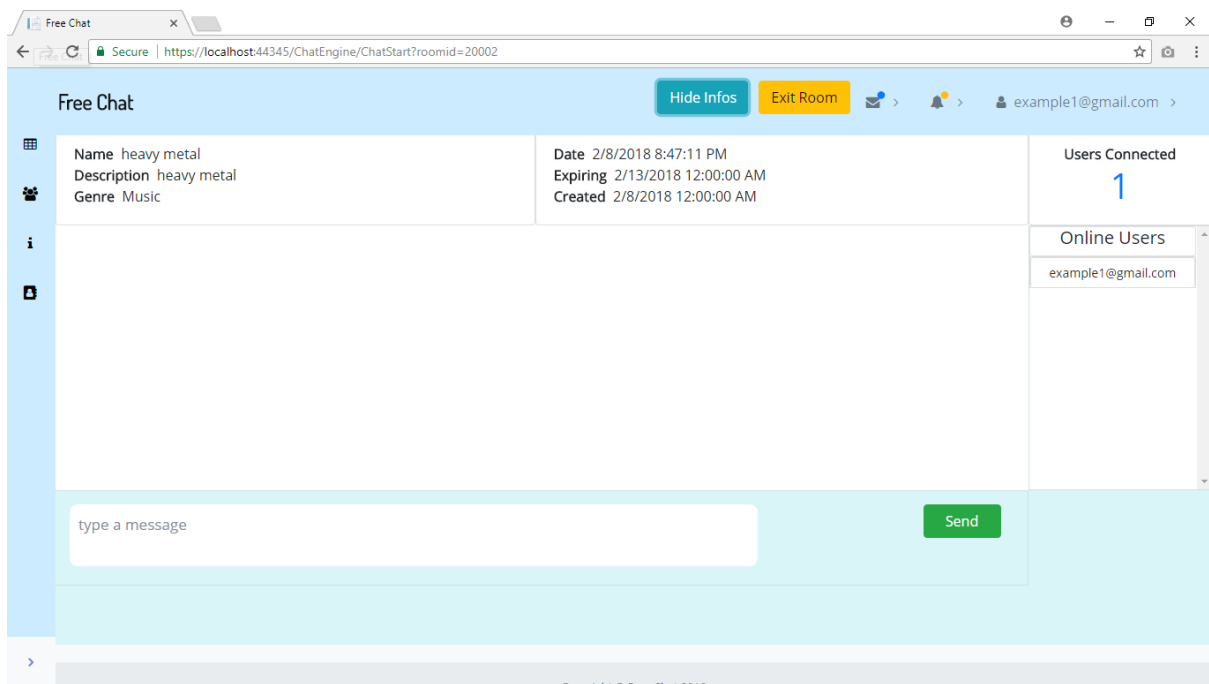 Free Chat
Secure https://localhost:44345/ChatEngine/ChatStart?roomid=20002
Free Chat
Hide Infos
Exit Room
example1@gmail.com
Name heavy metal
Description heavy metal
Genre Music
Date 2/8/2018 8:47:11 PM
Expiring 2/13/2018 12:00:00 AM
Created 2/8/2018 12:00:00 AM
Users Connected
1
Online Users
example1@gmail.com
type a message
Send